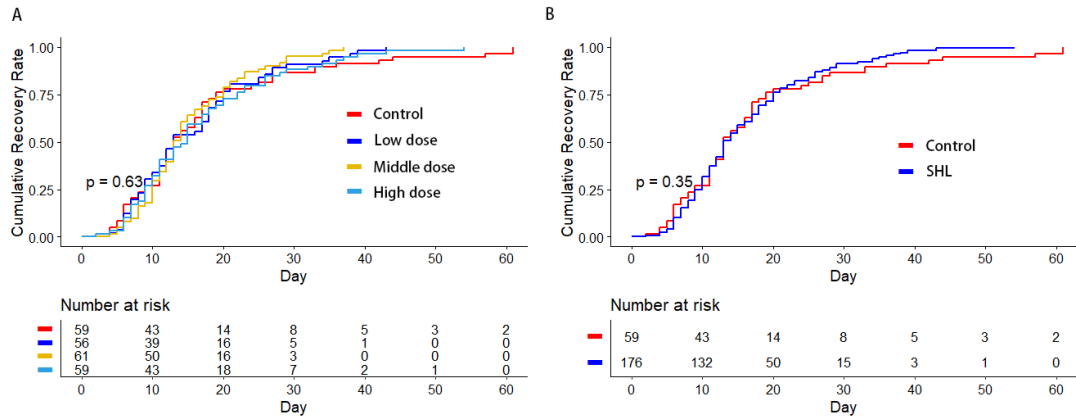 A
Cumulative Recovery Rate
1.00
0.75
0.50
0.25
0.00
p = 0.63
Control
Low dose
Middle dose
High dose
0 10 20 30 40 50 60
Day
Number at risk
59 43 14 8 5 3 2
56 39 16 5 1 0 0
61 50 16 3 0 0 0
59 43 18 7 2 1 0
0 10 20 30 40 50 60
Day
B
Cumulative Recovery Rate
1.00
0.75
0.50
0.25
0.00
p = 0.35
Control
SHL
0 10 20 30 40 50 60
Day
Number at risk
59 43 14 8 5 3 2
176 132 50 15 3 1 0
0 10 20 30 40 50 60
Day